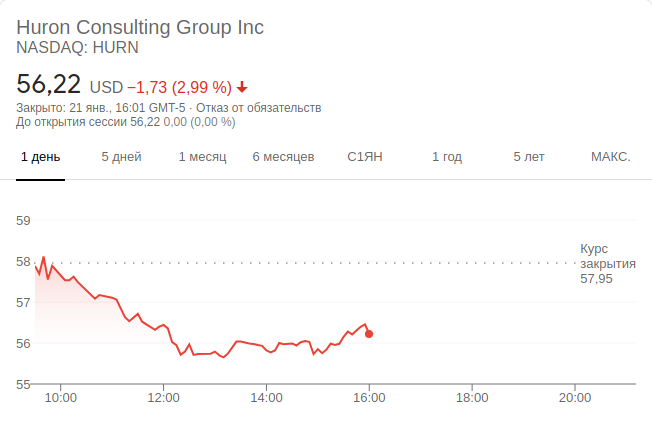 Huron Consulting Group Inc
NASDAQ: HURN
56,22 USD −1,73 (2,99 %)
Закрыто: 21 янв., 16:01 GMT-5 · Отказ от обязательств
До открытия сессии 56,22 0,00 (0,00 %)
1 день 5 дней 1 месяц 6 месяцев С1ЯН 1 год 5 лет МАКС.
59
58
57
56
55
Курс
закрытия
57,95
10:00 12:00 14:00 16:00 18:00 20:00